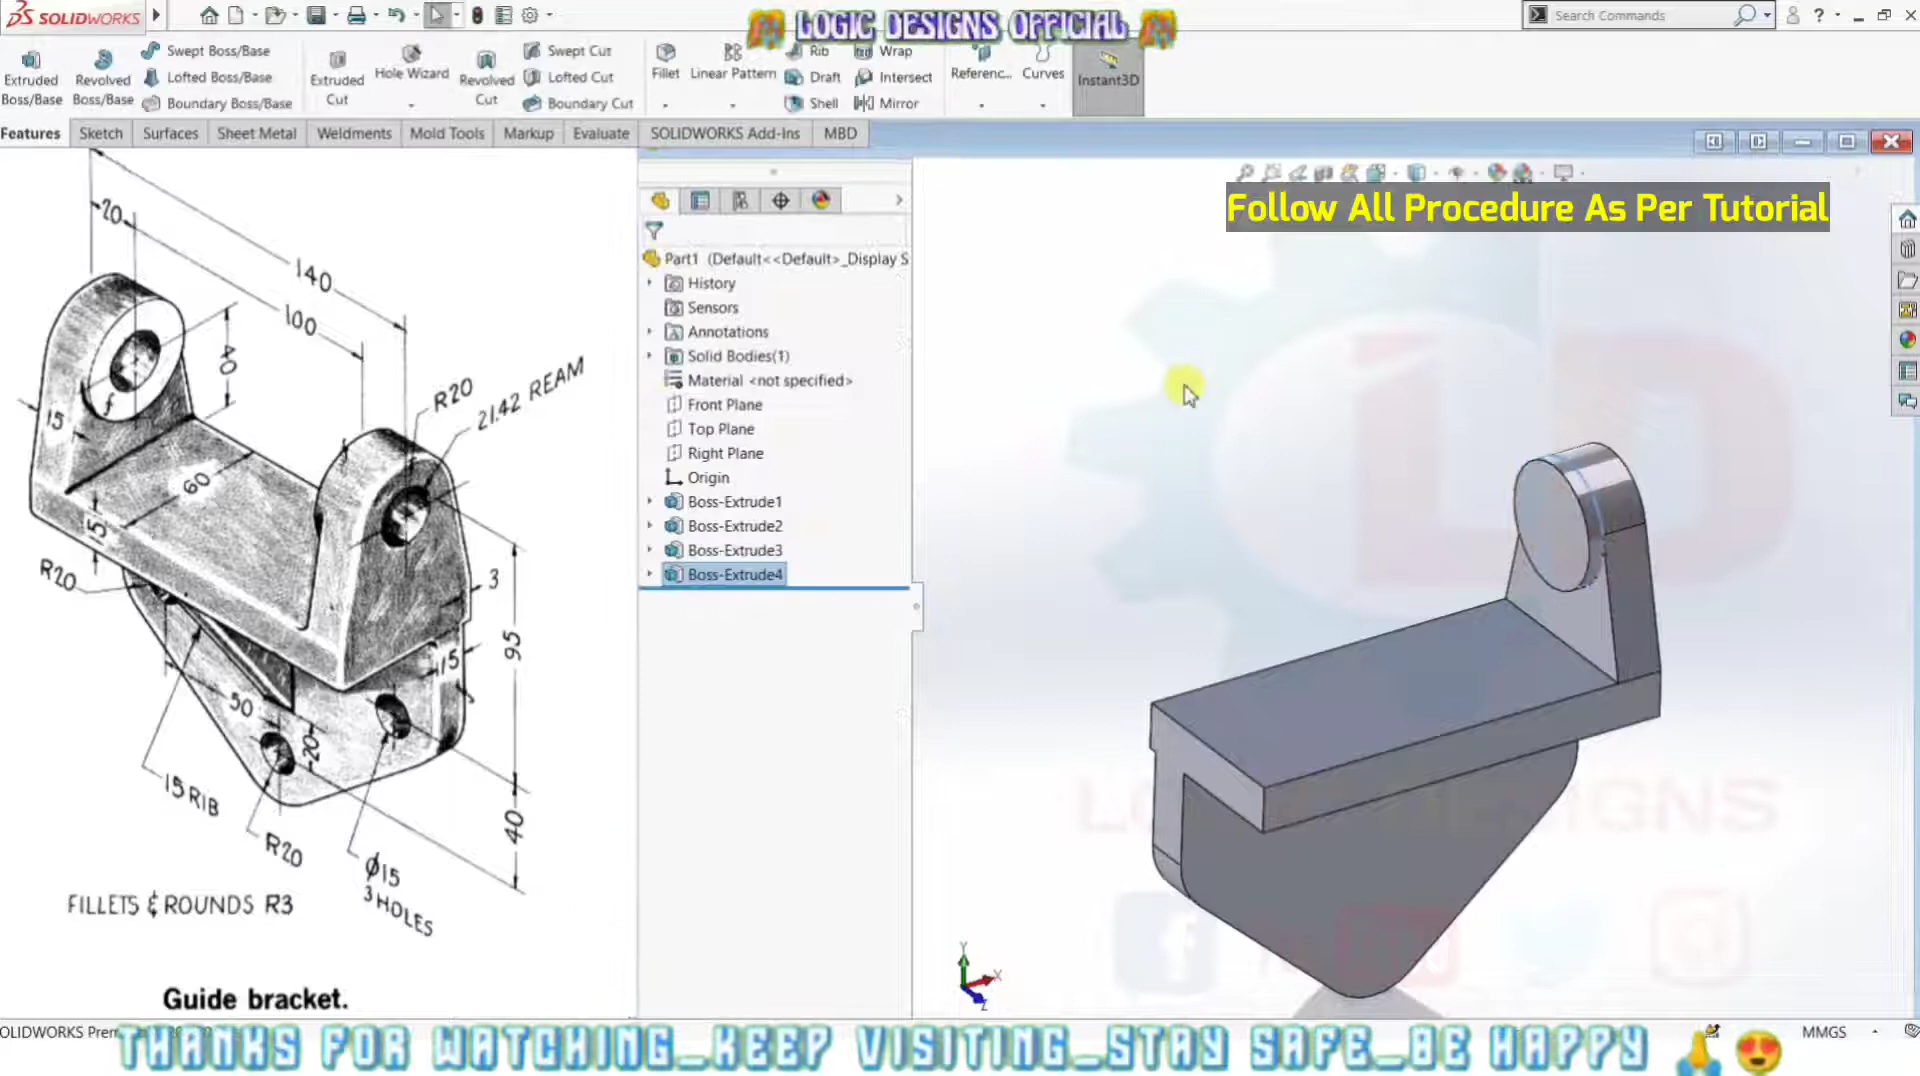 SOLIDWORKS
LOGIC DESIGNS OFFICIAL
Search Commands
Extruded Boss/Base
Revolved Boss/Base
Swept Boss/Base
Lofted Boss/Base
Boundary Boss/Base
Extruded Cut
Hole Wizard
Revolved Cut
Swept Cut
Lofted Cut
Boundary Cut
Fillet
Linear Pattern
Rib
Draft
Shell
Wrap
Intersect
Mirror
Referenc...
Curves
Instant3D
Features
Sketch
Surfaces
Sheet Metal
Weldments
Mold Tools
Markup
Evaluate
SOLIDWORKS Add-Ins
MBD
Follow All Procedure As Per Tutorial
Part1 (Default<<Default>_Display S
History
Sensors
Annotations
Solid Bodies(1)
Material <not specified>
Front Plane
Top Plane
Right Plane
Origin
Boss-Extrude1
Boss-Extrude2
Boss-Extrude3
Boss-Extrude4
20
140
100
40
R20
21.42 REAM
15
f
60
15
R20
3
95
15
50
20
15 RIB
R20
Ø15
3 HOLES
40
FILLETS & ROUNDS R3
Guide bracket.
Y
X
Z
MMGS
THANKS FOR WATCHING_KEEP VISITING_STAY SAFE_BE HAPPY